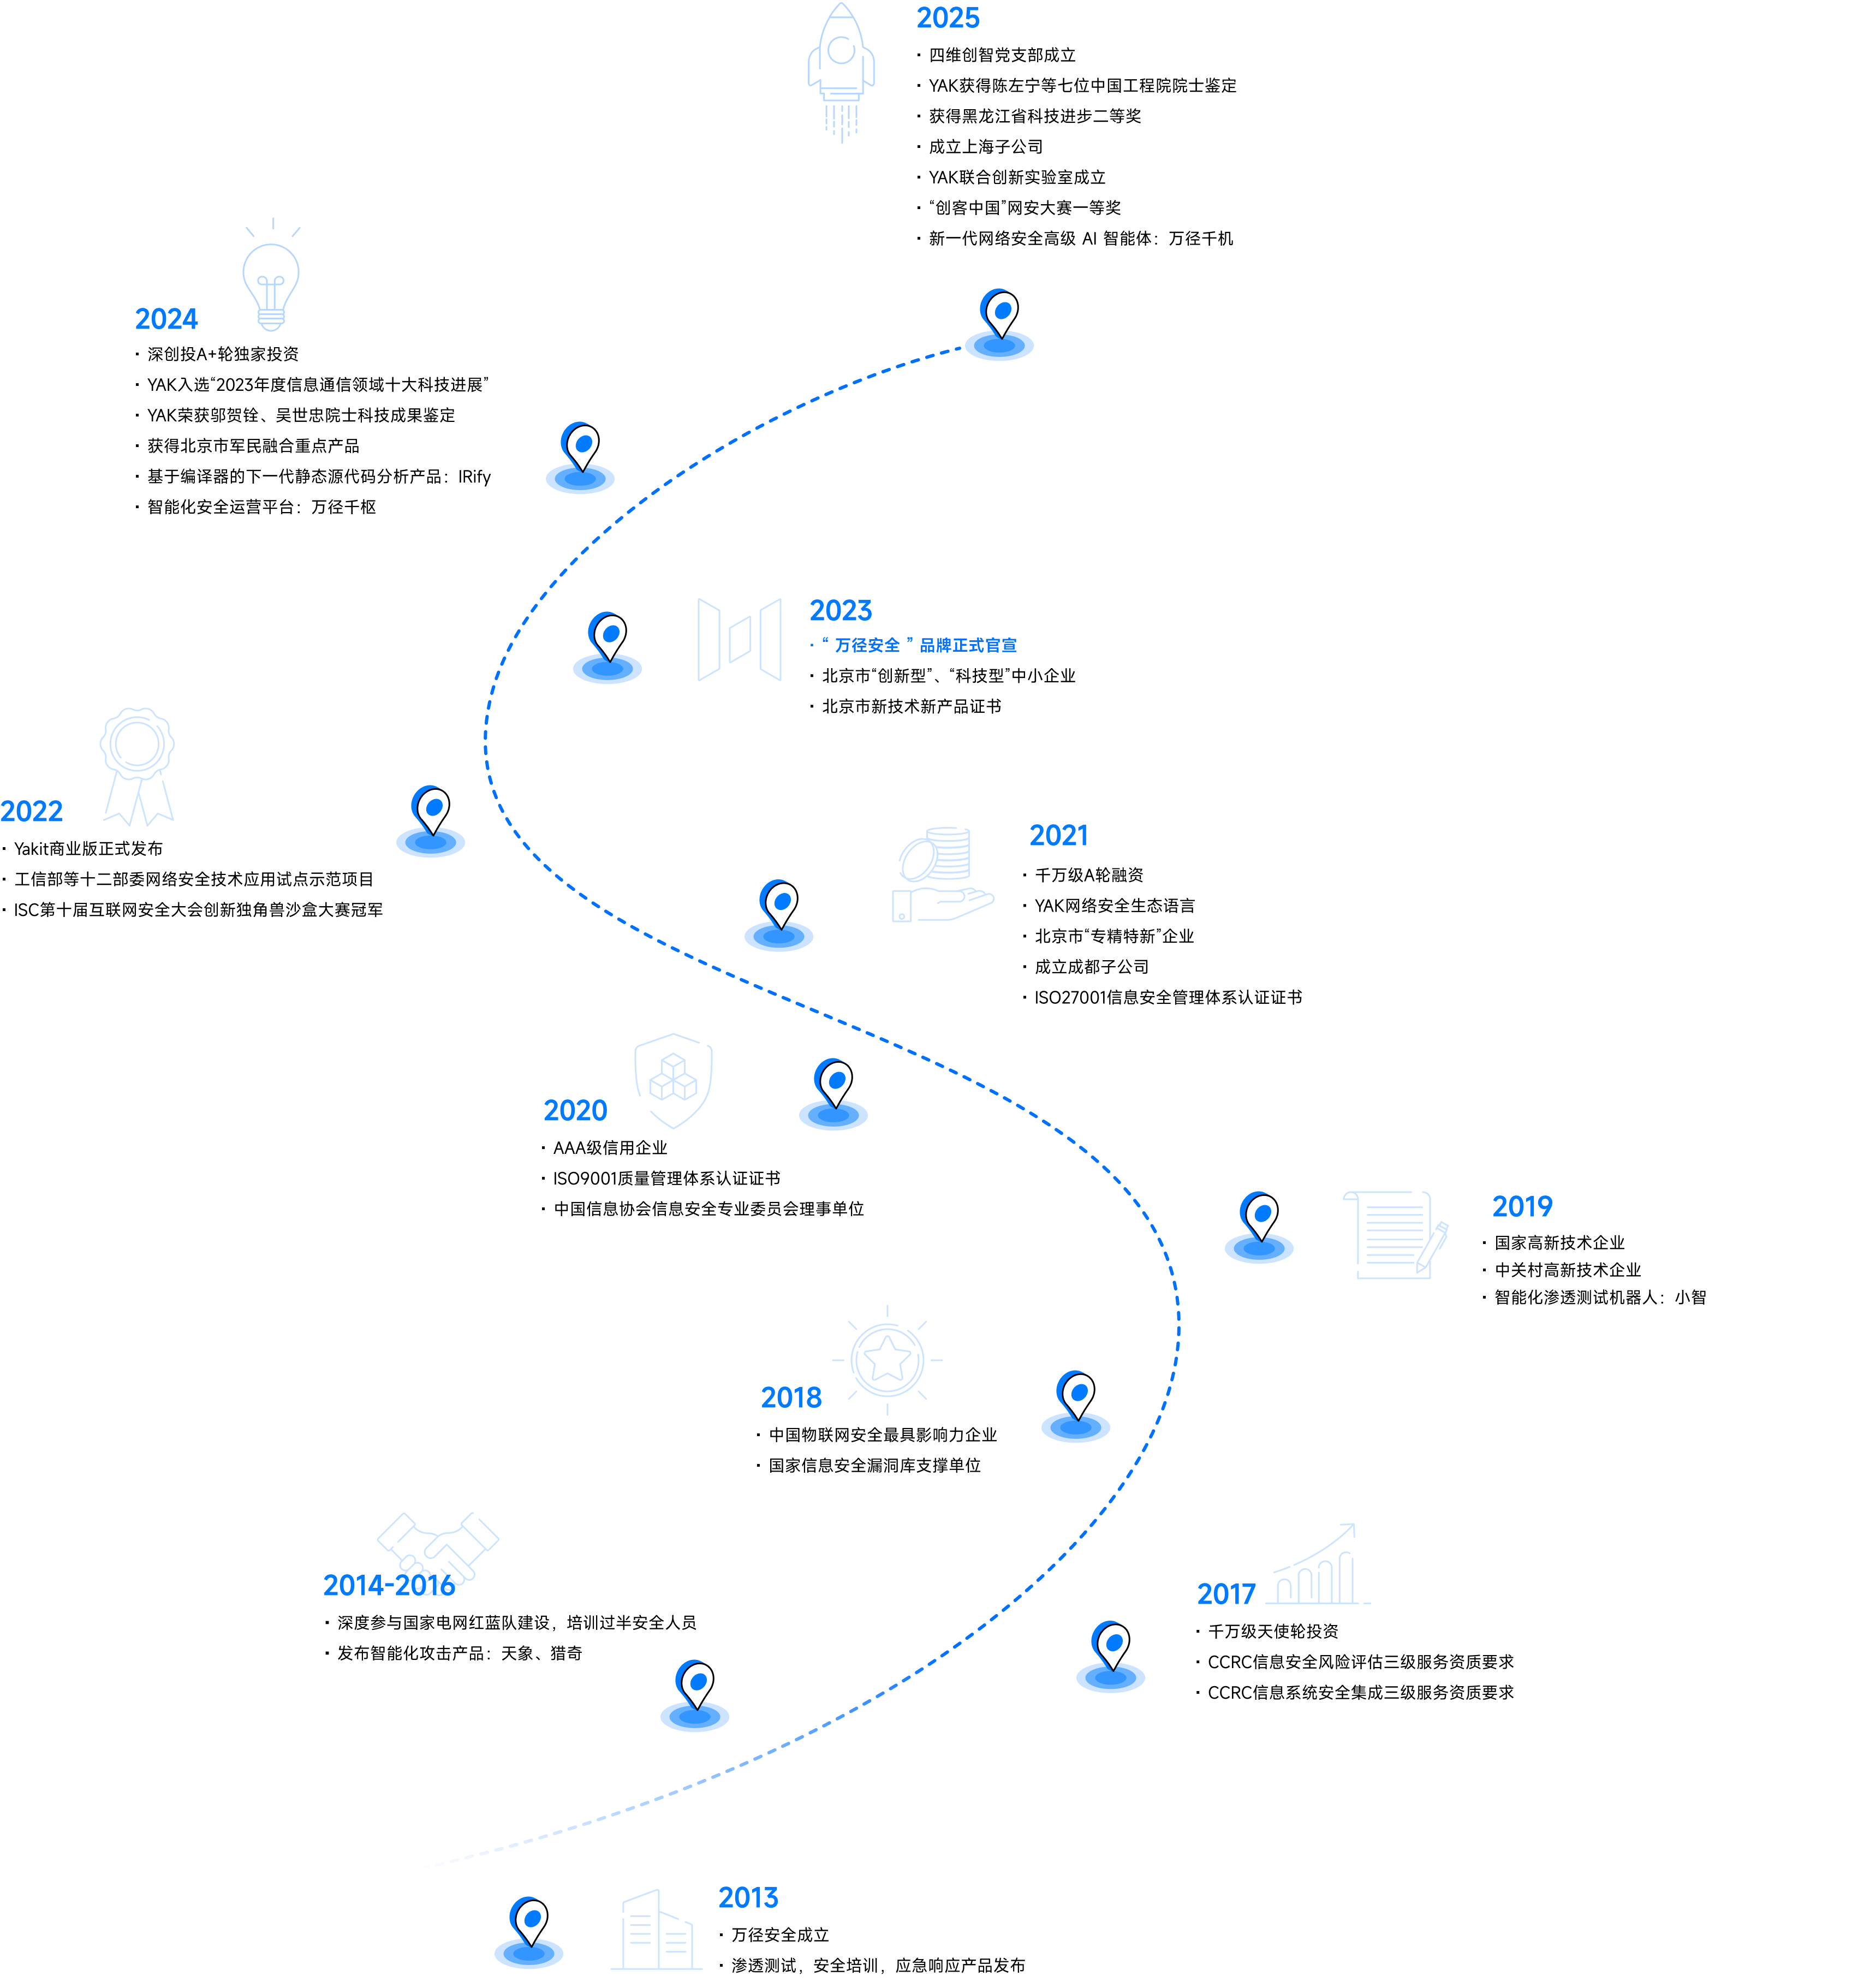 2025
· 四维创智党支部成立
· YAK获得陈左宁等七位中国工程院院士鉴定
· 获得黑龙江省科技进步二等奖
· 成立上海子公司
· YAK联合创新实验室成立
· “创客中国”网安大赛一等奖
· 新一代网络安全高级 AI 智能体：万径千机
2024
· 深创投A+轮独家投资
· YAK入选“2023年度信息通信领域十大科技进展”
· YAK荣获邬贺铨、吴世忠院士科技成果鉴定
· 获得北京市军民融合重点产品
· 基于编译器的下一代静态源代码分析产品：IRify
· 智能化安全运营平台：万径千枢
2023
· “ 万径安全 ” 品牌正式官宣
· 北京市“创新型”、“科技型”中小企业
· 北京市新技术新产品证书
2022
· Yakit商业版正式发布
· 工信部等十二部委网络安全技术应用试点示范项目
· ISC第十届互联网安全大会创新独角兽沙盒大赛冠军
2021
· 千万级A轮融资
· YAK网络安全生态语言
· 北京市“专精特新”企业
· 成立成都子公司
· ISO27001信息安全管理体系认证证书
2020
· AAA级信用企业
· ISO9001质量管理体系认证证书
· 中国信息协会信息安全专业委员会理事单位
2019
· 国家高新技术企业
· 中关村高新技术企业
· 智能化渗透测试机器人：小智
2018
· 中国物联网安全最具影响力企业
· 国家信息安全漏洞库支撑单位
2017
· 千万级天使轮投资
· CCRC信息安全风险评估三级服务资质要求
· CCRC信息系统安全集成三级服务资质要求
2014-2016
· 深度参与国家电网红蓝队建设，培训过半安全人员
· 发布智能化攻击产品：天象、猎奇
2013
· 万径安全成立
· 渗透测试，安全培训，应急响应产品发布